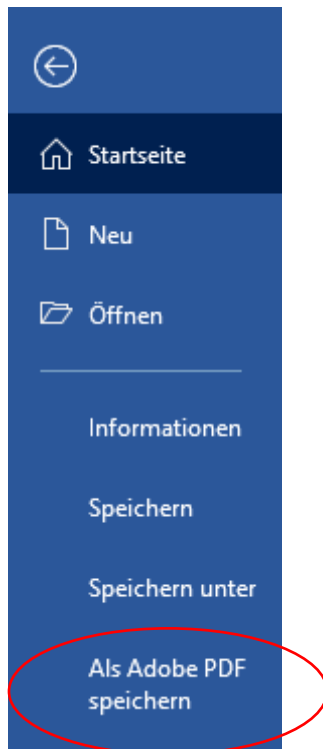 Startseite
Neu
Öffnen
Informationen
Speichern
Speichern unter
Als Adobe PDF
speichern